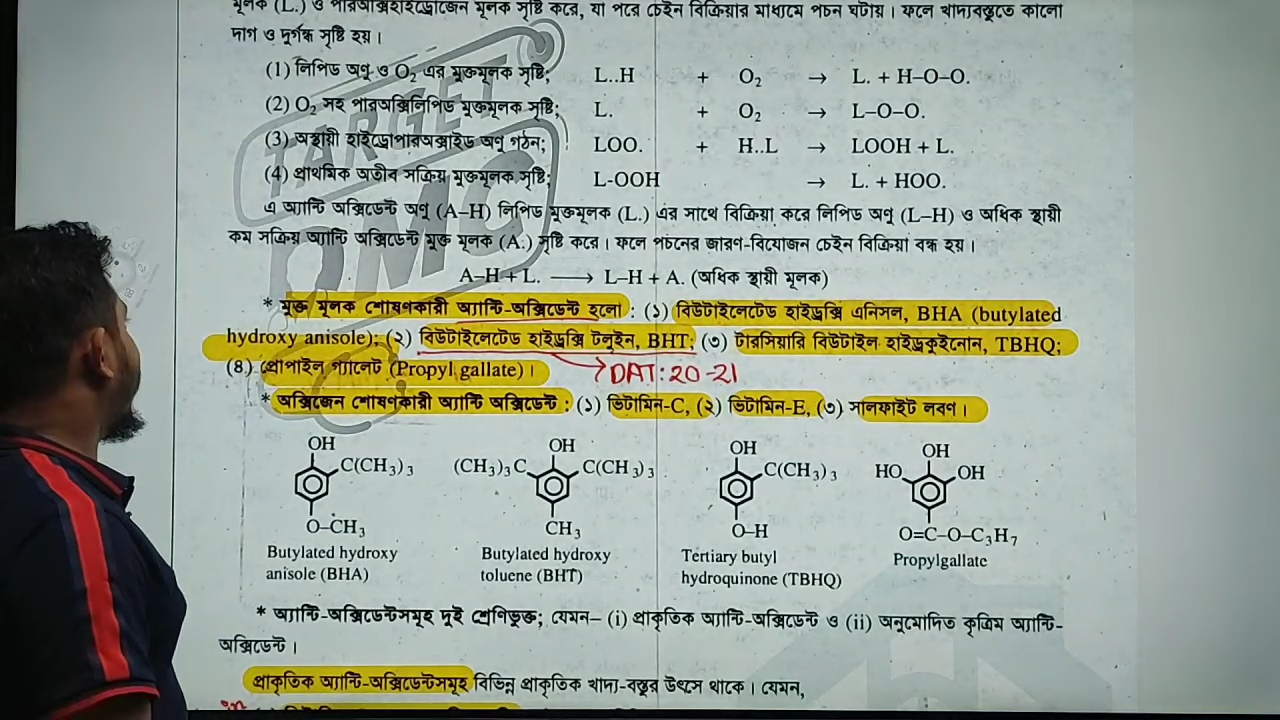 মূলক (L.) ও পারঅক্সিহাইড্রোজেন মূলক সৃষ্টি করে, যা পরে চেইন বিক্রিয়ার মাধ্যমে পচন ঘটায়। ফলে খাদ্যবস্তুতে কালো
দাগ ও দুর্গন্ধ সৃষ্টি হয়।
(1) লিপিড অণু ও O₂ এর মুক্তমূলক সৃষ্টি; L..H + O₂ → L. + H–O–O.
(2) O₂ সহ পারঅক্সিলিপিড মুক্তমূলক সৃষ্টি; L. + O₂ → L–O–O.
(3) অস্থায়ী হাইড্রোপারঅক্সাইড অণু গঠন; LOO. + H..L → LOOH + L.
(4) প্রাথমিক অতীব সক্রিয় মুক্তমূলক সৃষ্টি; L-OOH → L. + HOO.
এ অ্যান্টি অক্সিডেন্ট অণু (A–H) লিপিড মুক্তমূলক (L.) এর সাথে বিক্রিয়া করে লিপিড অণু (L–H) ও অধিক স্থায়ী
কম সক্রিয় অ্যান্টি অক্সিডেন্ট মুক্ত মূলক (A.) সৃষ্টি করে। ফলে পচনের জারণ-বিযোজন চেইন বিক্রিয়া বন্ধ হয়।
A–H + L. ⟶ L–H + A. (অধিক স্থায়ী মূলক)
* মুক্ত মূলক শোষণকারী অ্যান্টি-অক্সিডেন্ট হলো : (১) বিউটাইলেটেড হাইড্রক্সি এনিসল, BHA (butylated
hydroxy anisole); (২) বিউটাইলেটেড হাইড্রক্সি টলুইন, BHT; (৩) টারসিয়ারি বিউটাইল হাইড্রকুইনোন, TBHQ;
(8) প্রোপাইল গ্যালেট (Propyl gallate)।
DAT: 20-21
* অক্সিজেন শোষণকারী অ্যান্টি অক্সিডেন্ট : (১) ভিটামিন-C, (২) ভিটামিন-E, (৩) সালফাইট লবণ।
OH OH OH OH
C(CH₃)₃ (CH₃)₃C C(CH₃)₃ C(CH₃)₃ HO OH
O–CH₃ CH₃ O–H O=C–O–C₃H₇
Butylated hydroxy Butylated hydroxy Tertiary butyl Propylgallate
anisole (BHA) toluene (BHT) hydroquinone (TBHQ)
* অ্যান্টি-অক্সিডেন্টসমূহ দুই শ্রেণিভুক্ত; যেমন– (i) প্রাকৃতিক অ্যান্টি-অক্সিডেন্ট ও (ii) অনুমোদিত কৃত্রিম অ্যান্টি-
অক্সিডেন্ট।
প্রাকৃতিক অ্যান্টি-অক্সিডেন্টসমূহ বিভিন্ন প্রাকৃতিক খাদ্য-বস্তুর উৎসে থাকে। যেমন,
TARGET
DMC